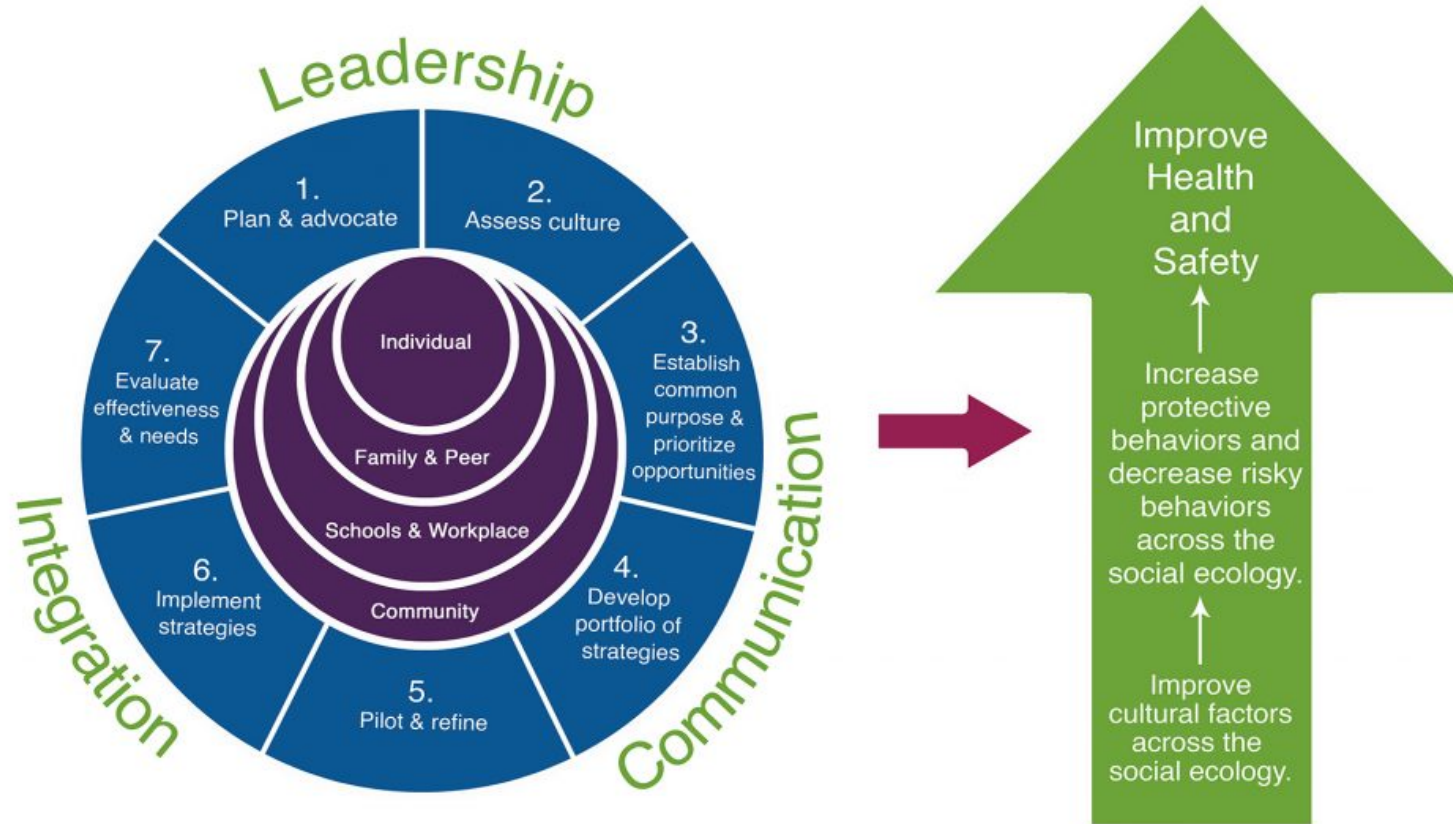 Leadership
1.
Plan & advocate
2.
Assess culture
3.
Establish
common
purpose &
prioritize
opportunities
4.
Develop
portfolio of
strategies
5.
Pilot & refine
6.
Implement
strategies
7.
Evaluate
effectiveness
& needs
Individual
Family & Peer
Schools & Workplace
Community
Communication
Integration
Improve
Health
and
Safety
Increase
protective
behaviors and
decrease risky
behaviors
across the
social ecology.
Improve
cultural factors
across the
social ecology.